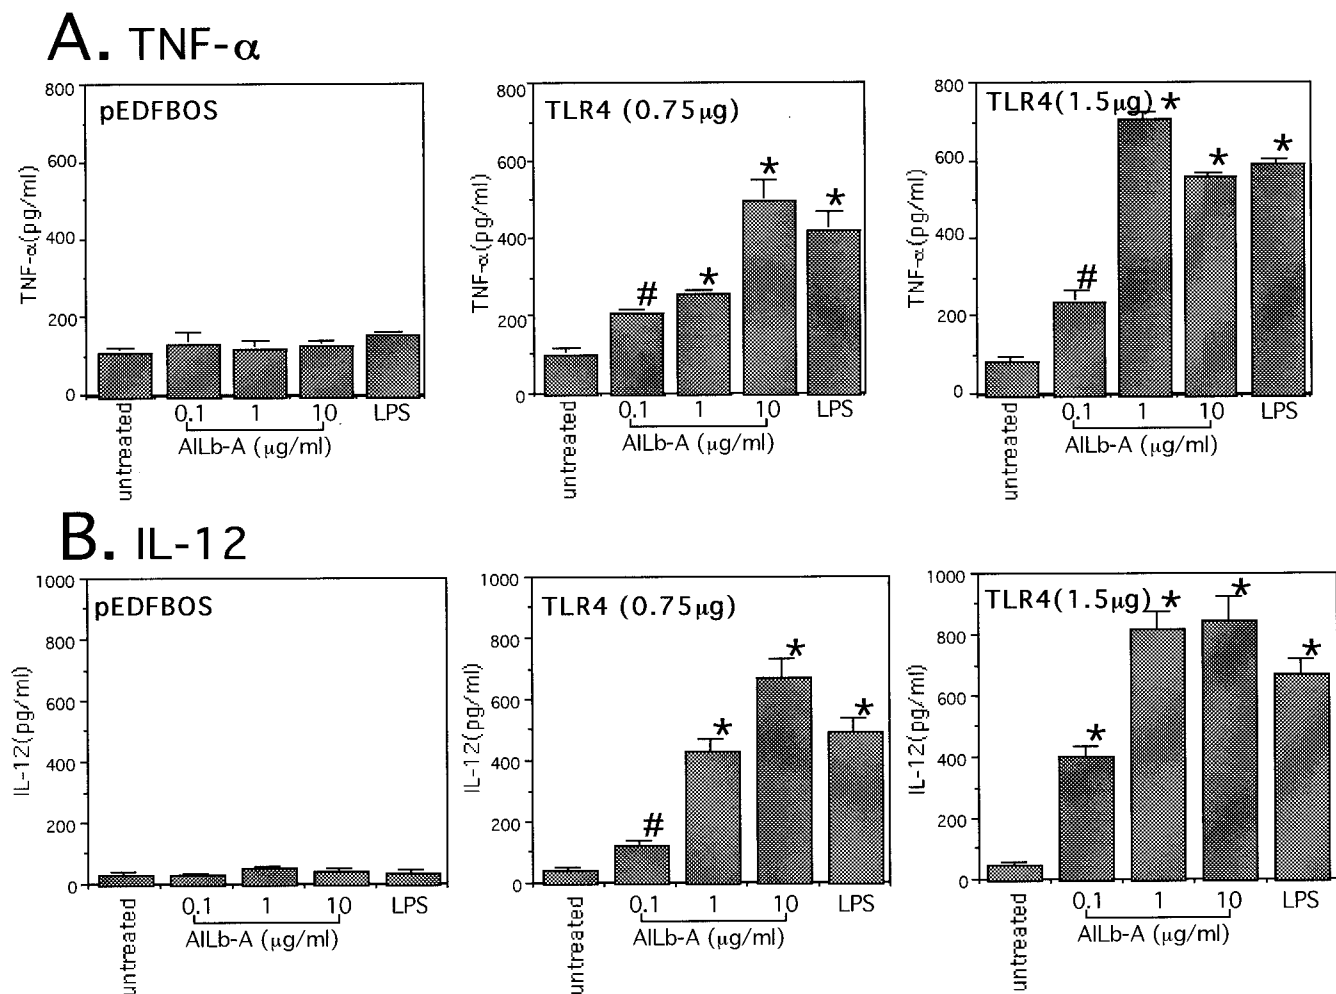 A. TNF-α
800
600
400
200
0
TNF-α(pg/ml)
pEDFBOS
untreated
0.1 1 10 LPS
AILb-A (µg/ml)
800
600
400
200
0
TNF-α(pg/ml)
TLR4 (0.75µg)
# * * *
untreated
0.1 1 10 LPS
AILb-A (µg/ml)
800
600
400
200
0
TNF-α(pg/ml)
TLR4(1.5µg) *
# * *
untreated
0.1 1 10 LPS
AILb-A (µg/ml)
B. IL-12
1000
800
600
400
200
0
IL-12(pg/ml)
pEDFBOS
untreated
0.1 1 10 LPS
AILb-A (µg/ml)
1000
800
600
400
200
0
IL-12(pg/ml)
TLR4 (0.75µg)
# * * *
untreated
0.1 1 10 LPS
AILb-A (µg/ml)
1000
800
600
400
200
0
IL-12(pg/ml)
TLR4(1.5µg) * *
* *
untreated
0.1 1 10 LPS
AILb-A (µg/ml)